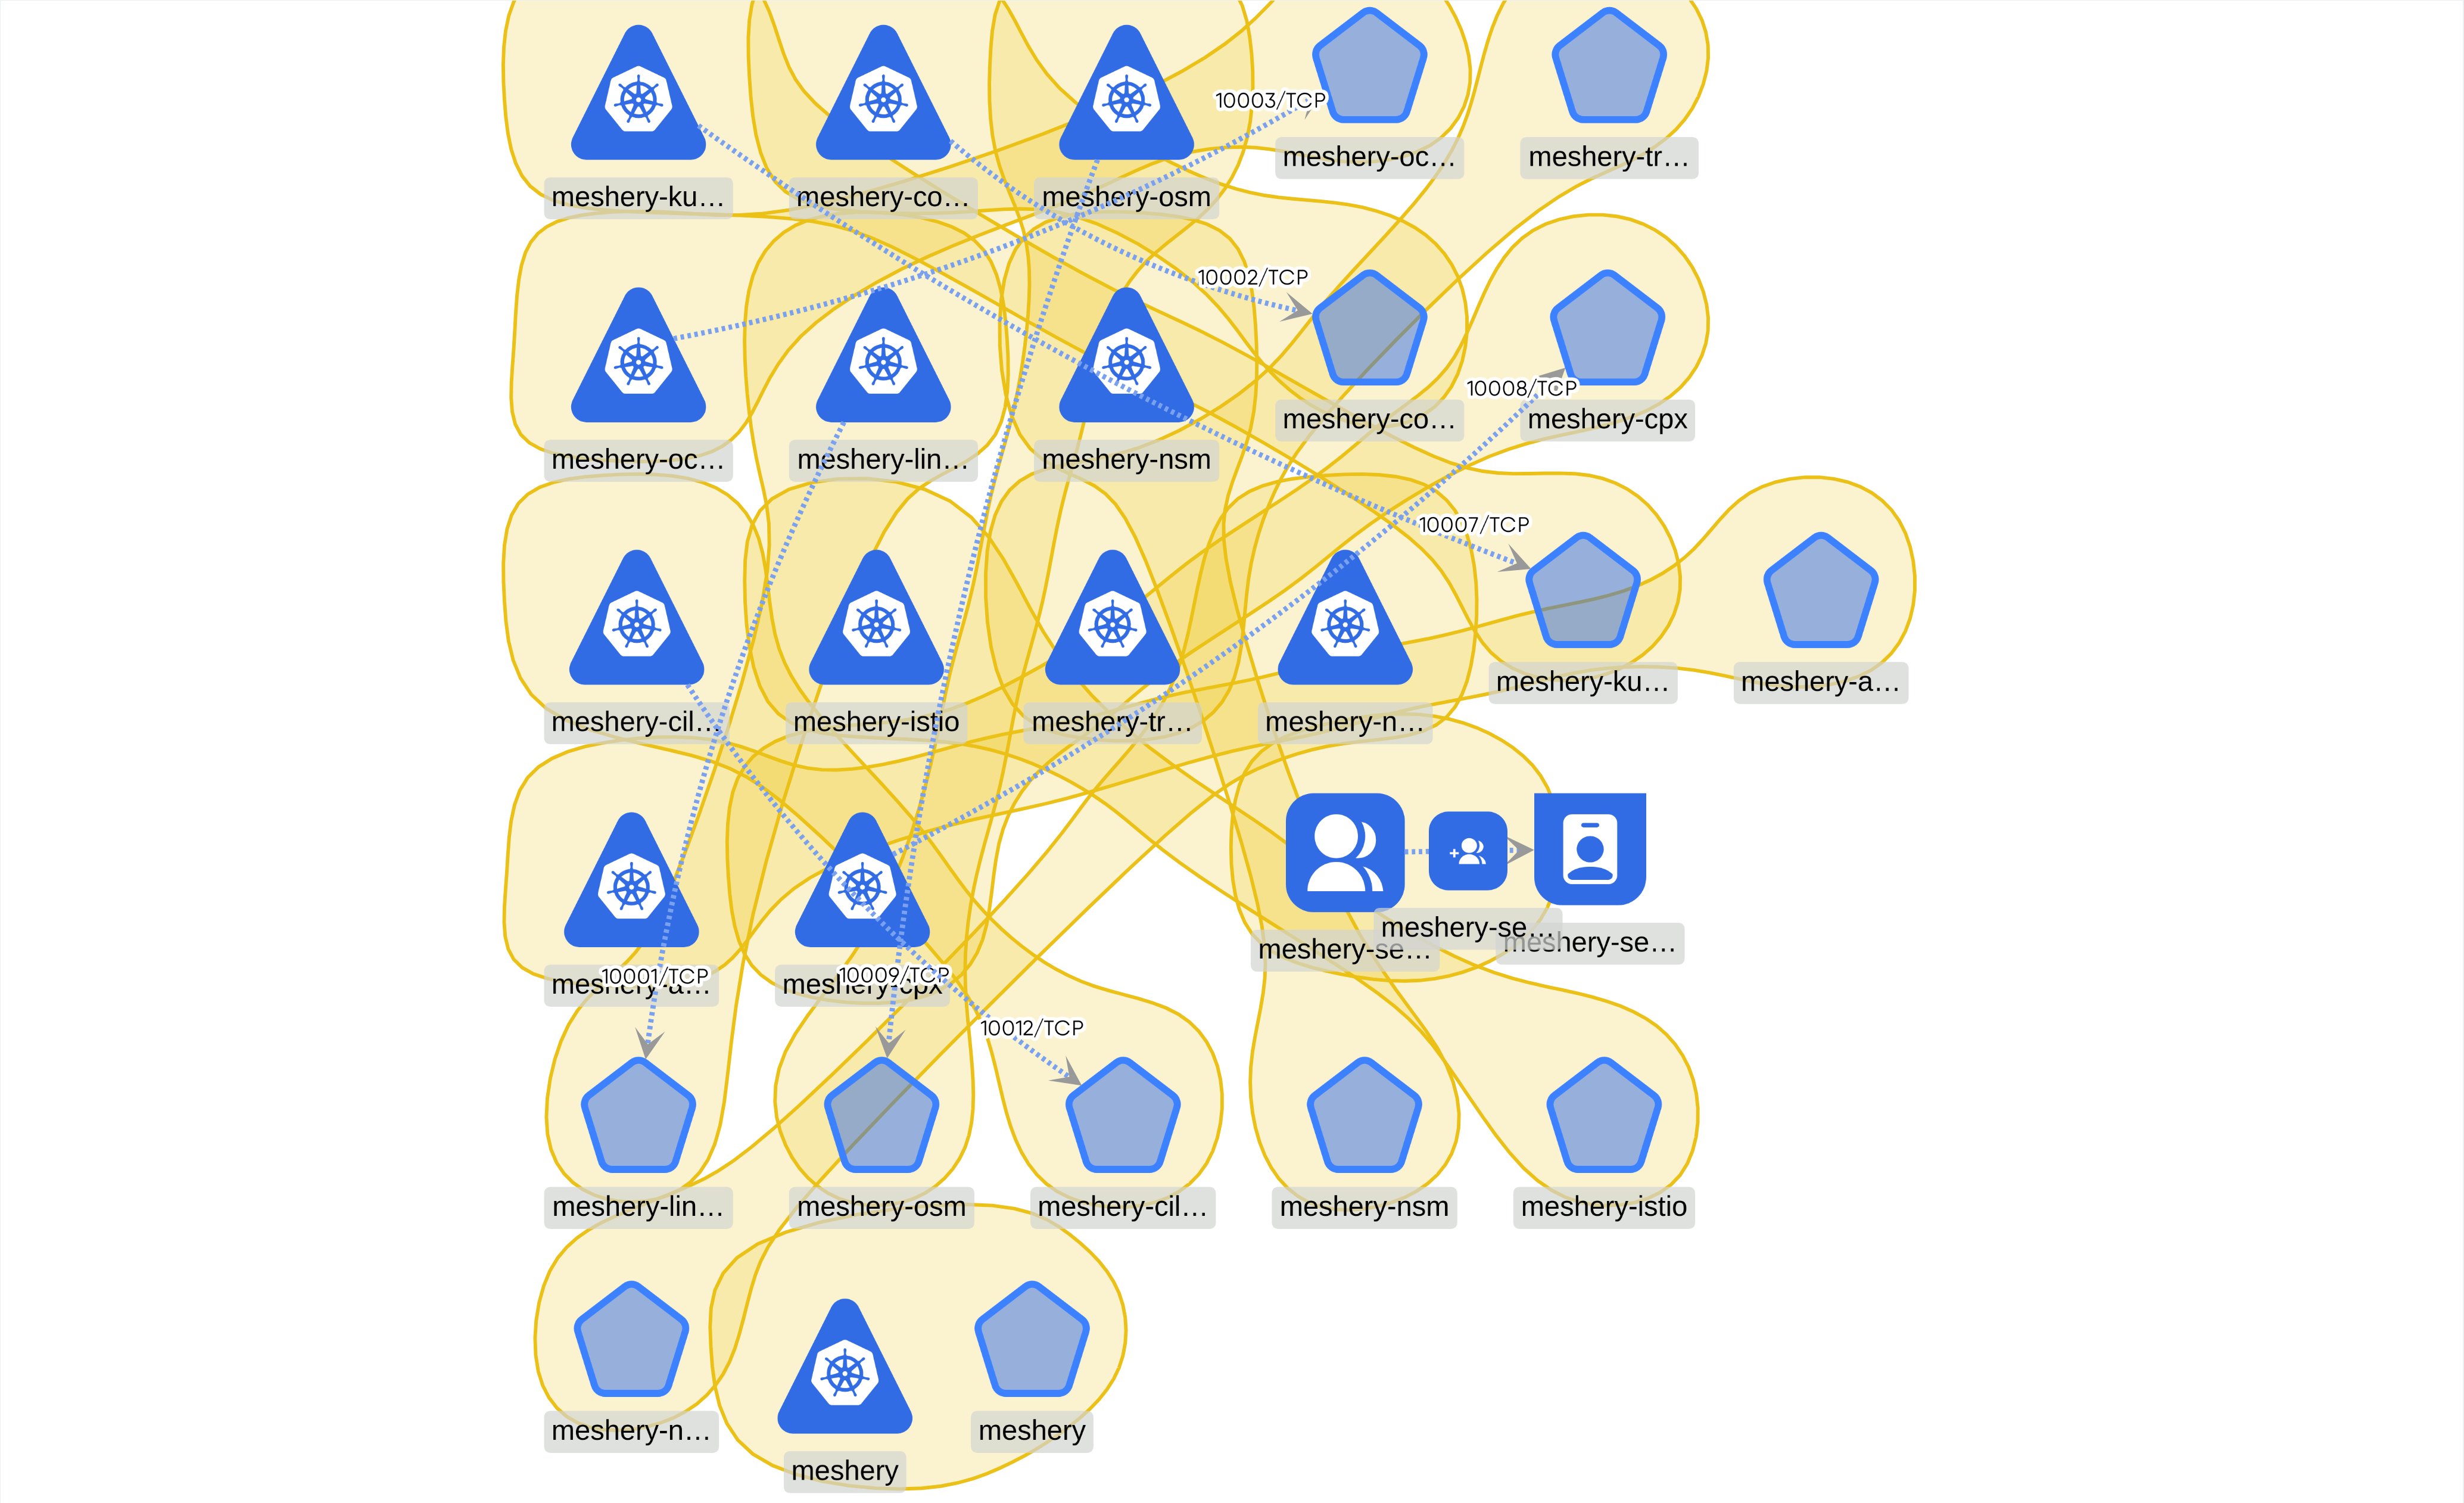 10003/TCP
meshery-oc…
meshery-tr…
meshery-ku…
meshery-co…
meshery-osm
10002/TCP
10008/TCP
meshery-co…
meshery-cpx
meshery-oc…
meshery-lin…
meshery-nsm
10007/TCP
meshery-ku…
meshery-a…
meshery-cil…
meshery-istio
meshery-tr…
meshery-n…
meshery-se…
meshery-se…
meshery-se…
meshery-a…
10001/TCP
meshery-cpx
10009/TCP
10012/TCP
meshery-lin…
meshery-osm
meshery-cil…
meshery-nsm
meshery-istio
meshery-n…
meshery
meshery